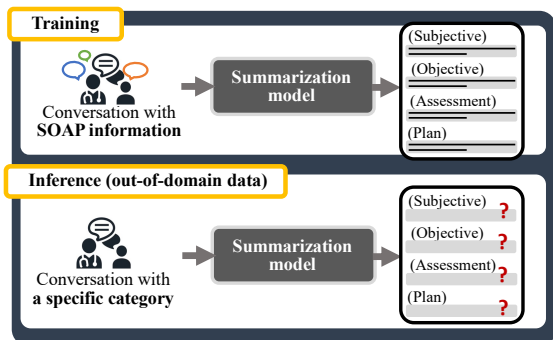 Training
Conversation with
SOAP information
Summarization
model
(Subjective)
(Objective)
(Assessment)
(Plan)
Inference (out-of-domain data)
Conversation with
a specific category
Summarization
model
(Subjective) ?
(Objective) ?
(Assessment) ?
(Plan) ?